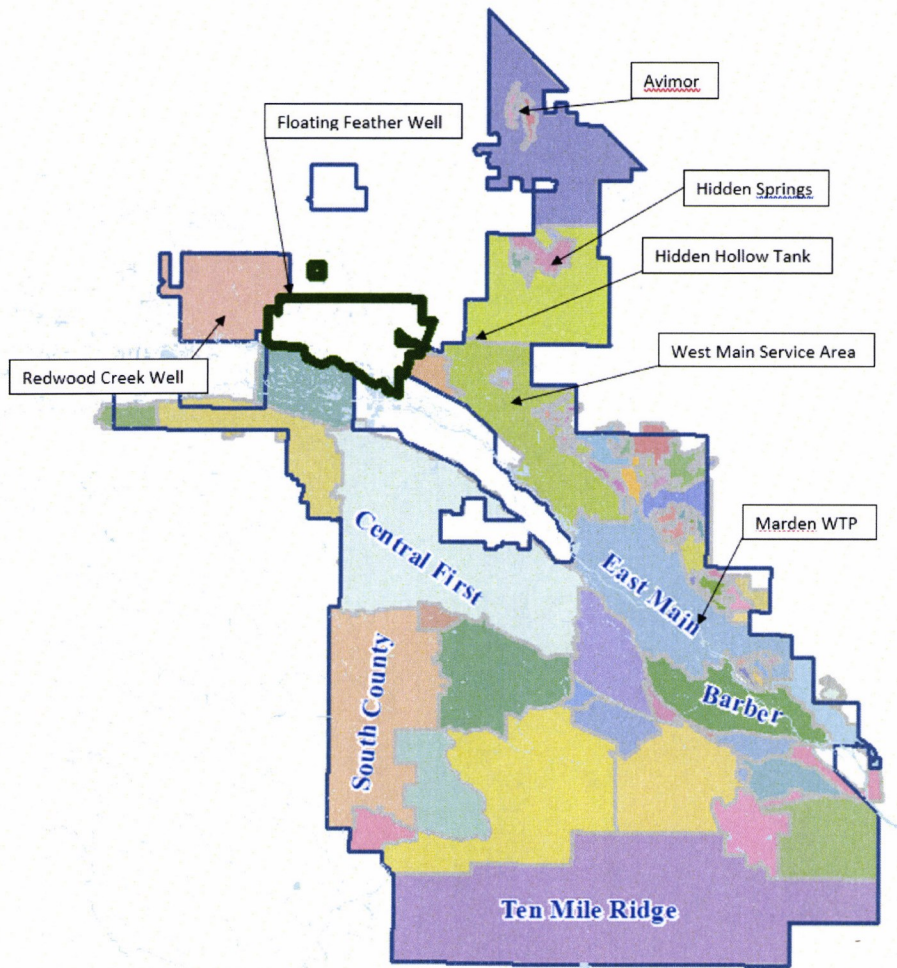 Avimor
Floating Feather Well
Hidden Springs
Hidden Hollow Tank
West Main Service Area
Redwood Creek Well
Marden WTP
Central First
East Main
South County
Barber
Ten Mile Ridge